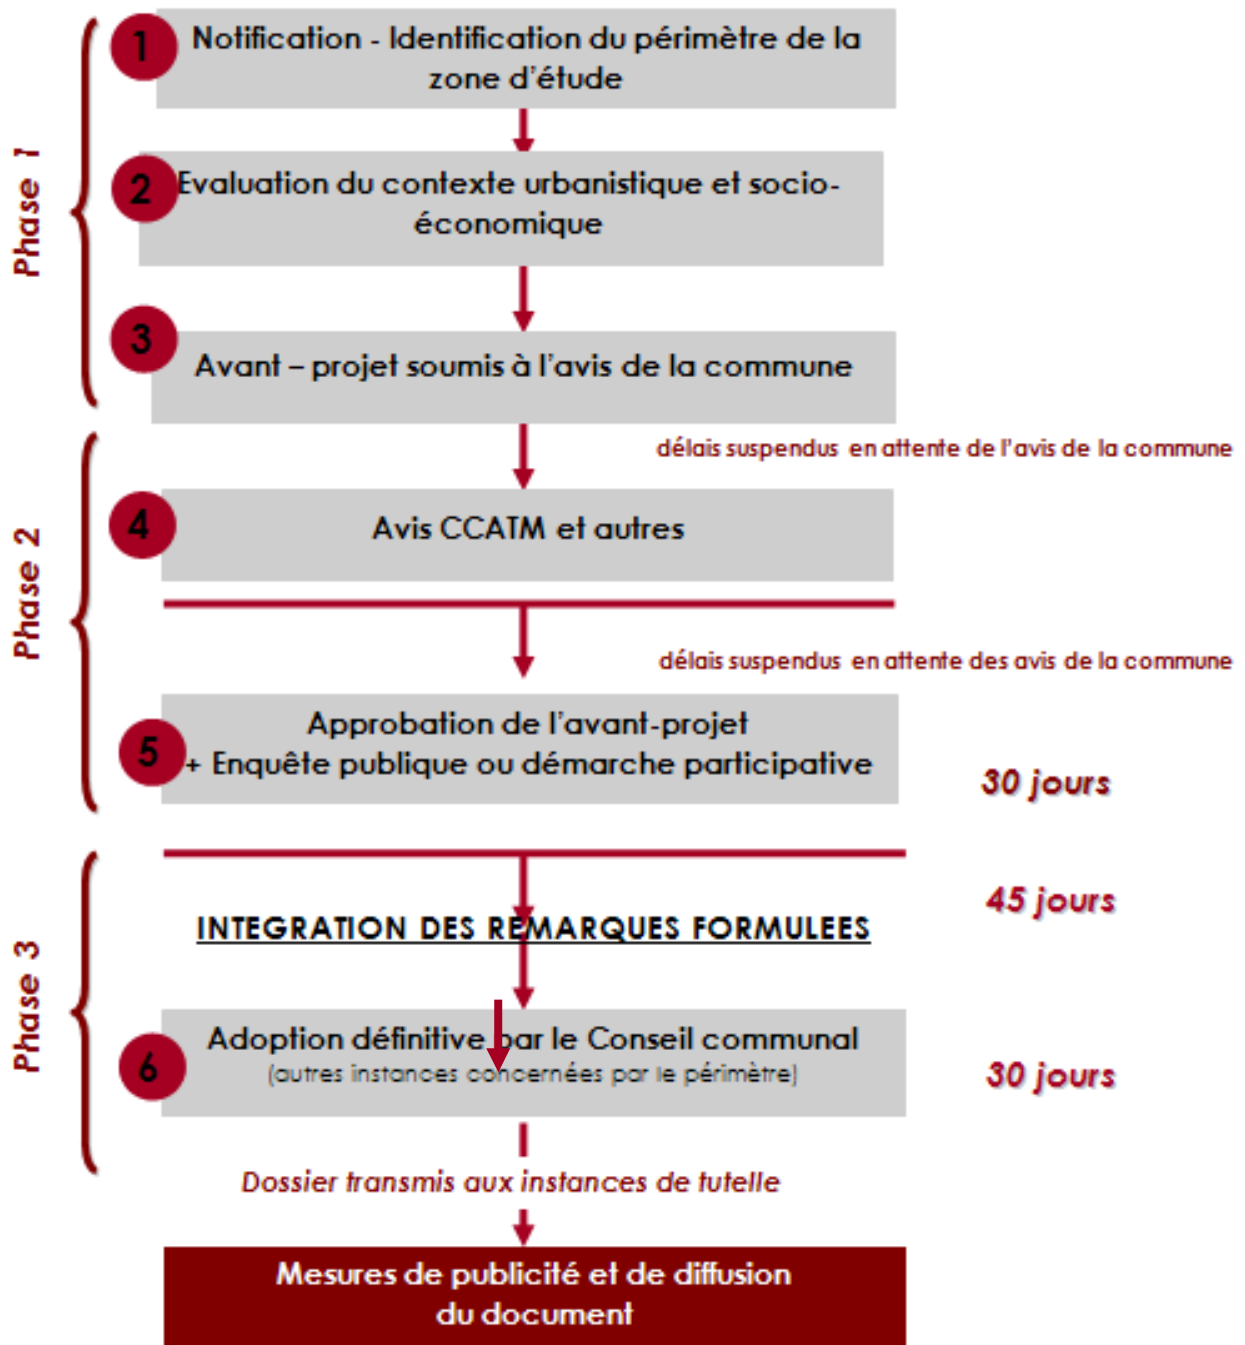 Phase 1
1
Notification - Identification du périmètre de la
zone d'étude
2
Evaluation du contexte urbanistique et socio-
économique
3
Avant – projet soumis à l'avis de la commune
Phase 2
délais suspendus en attente de l'avis de la commune
4
Avis CCATM et autres
délais suspendus en attente des avis de la commune
5
Approbation de l'avant-projet
+ Enquête publique ou démarche participative
30 jours
Phase 3
45 jours
INTEGRATION DES REMARQUES FORMULEES
6
Adoption définitive par le Conseil communal
(autres instances concernées par le périmètre)
30 jours
Dossier transmis aux instances de tutelle
Mesures de publicité et de diffusion
du document